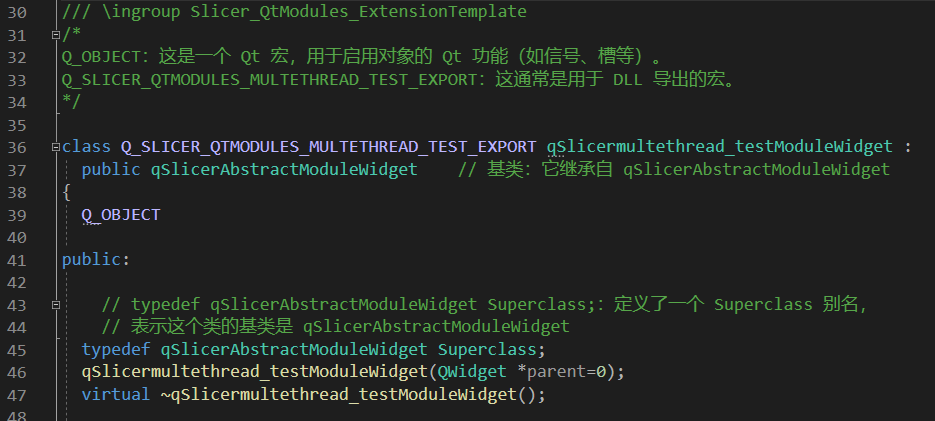 30 /// \ingroup Slicer_QtModules_ExtensionTemplate
31 /*
32 Q_OBJECT：这是一个 Qt 宏，用于启用对象的 Qt 功能（如信号、槽等）。
33 Q_SLICER_QTMODULES_MULTETHREAD_TEST_EXPORT：这通常是用于 DLL 导出的宏。
34 */
35
36 class Q_SLICER_QTMODULES_MULTETHREAD_TEST_EXPORT qSlicermultethread_testModuleWidget :
37 public qSlicerAbstractModuleWidget // 基类：它继承自 qSlicerAbstractModuleWidget
38 {
39 Q_OBJECT
40
41 public:
42
43 // typedef qSlicerAbstractModuleWidget Superclass;：定义了一个 Superclass 别名，
44 // 表示这个类的基类是 qSlicerAbstractModuleWidget
45 typedef qSlicerAbstractModuleWidget Superclass;
46 qSlicermultethread_testModuleWidget(QWidget *parent=0);
47 virtual ~qSlicermultethread_testModuleWidget();
48